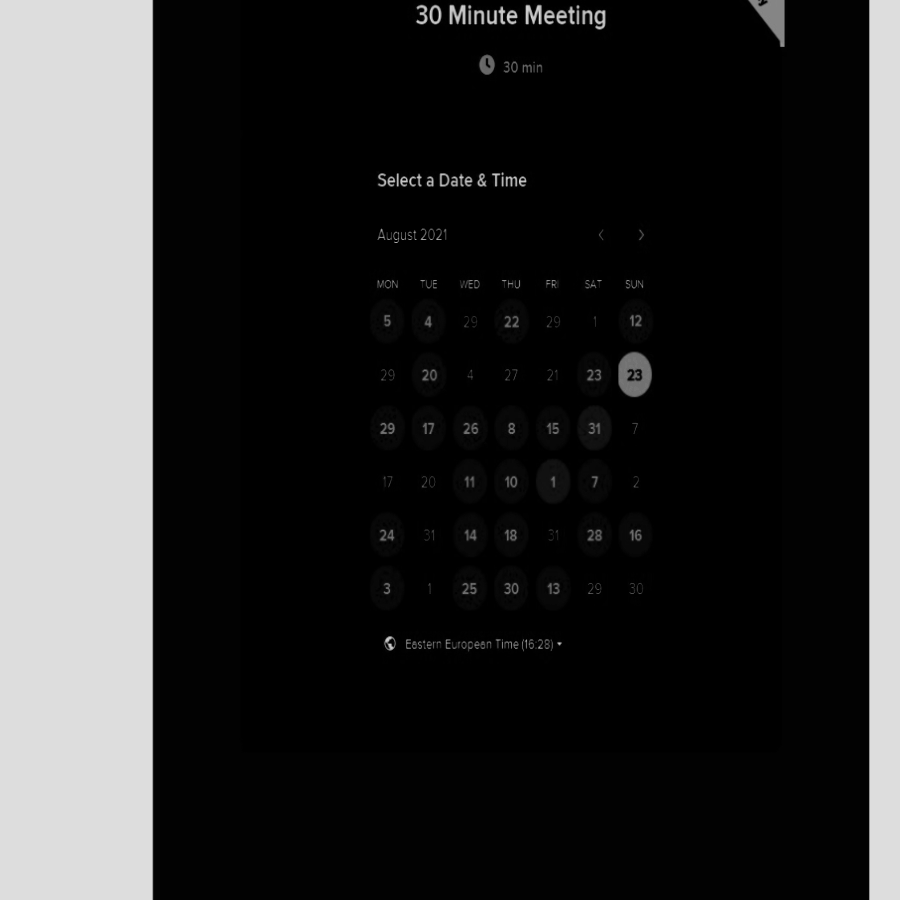 30 Minute Meeting
30 min
Select a Date & Time
August 2021
MON TUE WED THU FRI SAT SUN
5 4 29 22 29 1 12
29 20 4 27 21 23 23
29 17 26 8 15 31 7
17 20 11 10 1 7 2
24 31 14 18 31 28 16
3 1 25 30 13 29 30
Eastern European Time (16:28)